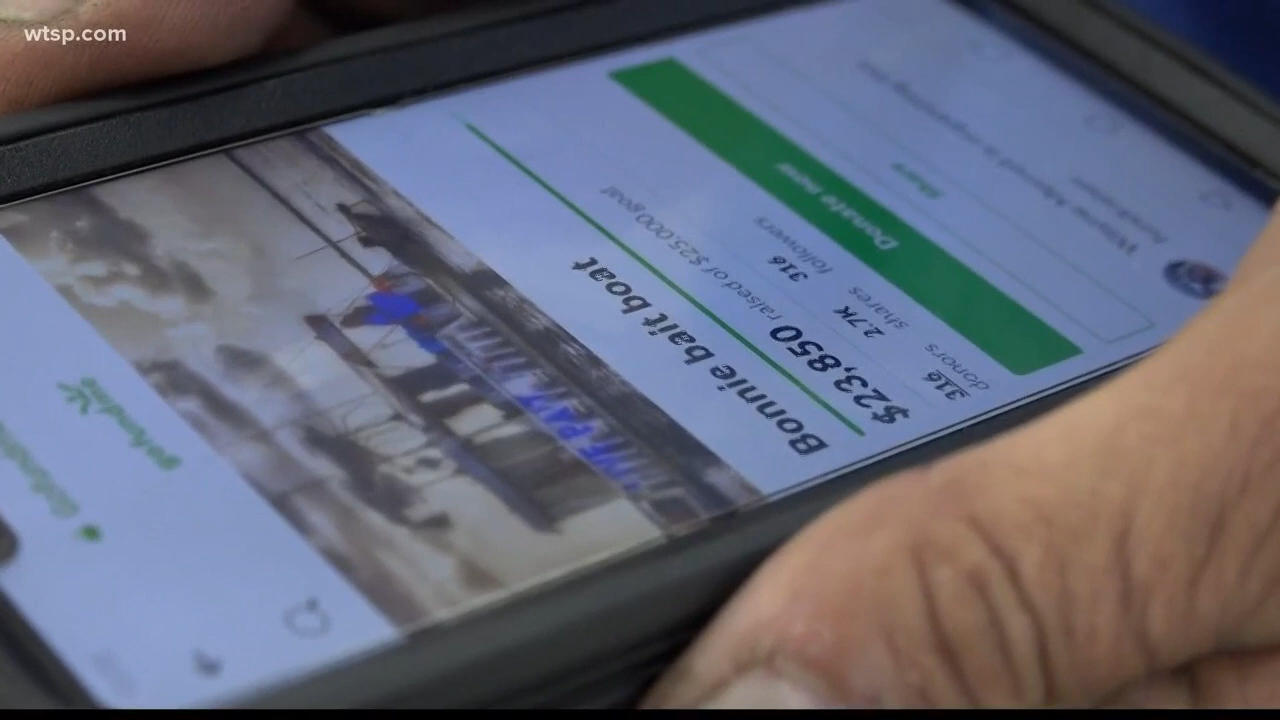 wtsp.com
gofundme
Bonnie bait boat
$23,850 raised of $25,000 goal
316 2.7K 316
donors shares followers
Donate now
Share